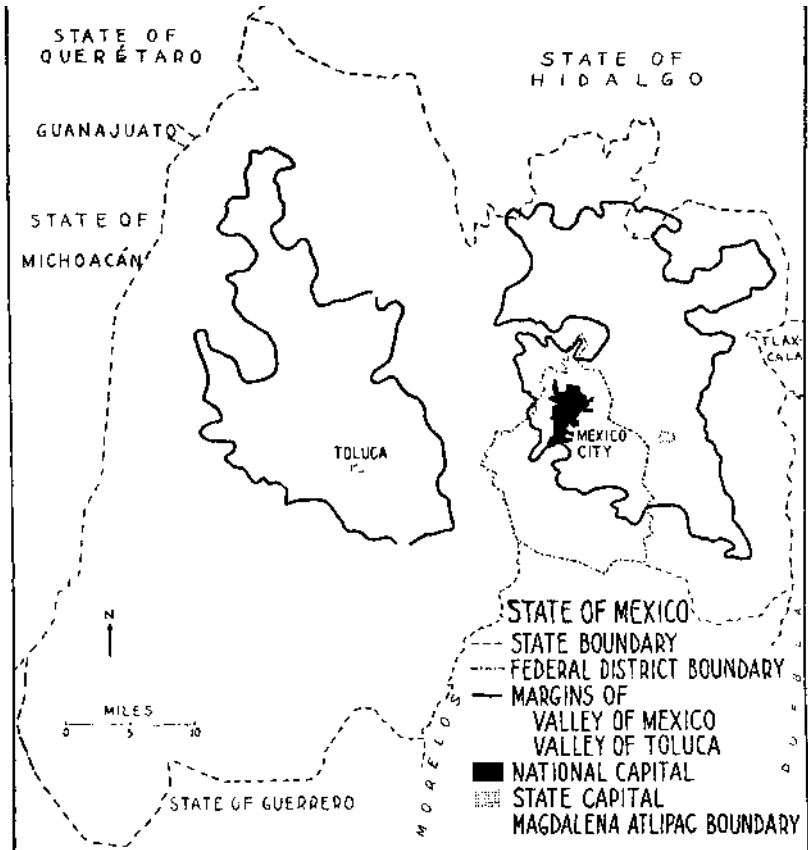 STATE OF
QUERÉTARO
STATE OF
HIDALGO
GUANAJUATO
STATE OF
MICHOACÁN
TLAX-
CALA
TOLUCA
MEXICO
CITY
N
MILES
0 5 10
STATE OF GUERRERO
MORELOS
PUEBLA
STATE OF MEXICO
STATE BOUNDARY
FEDERAL DISTRICT BOUNDARY
MARGINS OF
VALLEY OF MEXICO
VALLEY OF TOLUCA
NATIONAL CAPITAL
STATE CAPITAL
MAGDALENA ATLIPAC BOUNDARY